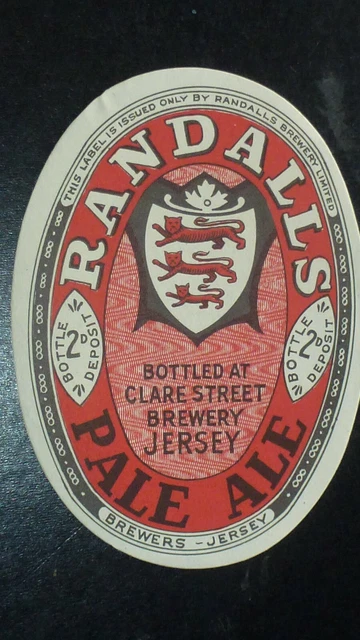 THIS LABEL IS ISSUED ONLY BY RANDALLS BREWERY LIMITED
RANDALLS
BOTTLE
2D
DEPOSIT
BOTTLE
2D
DEPOSIT
BOTTLED AT
CLARE STREET
BREWERY
JERSEY
PALE ALE
BREWERS - JERSEY